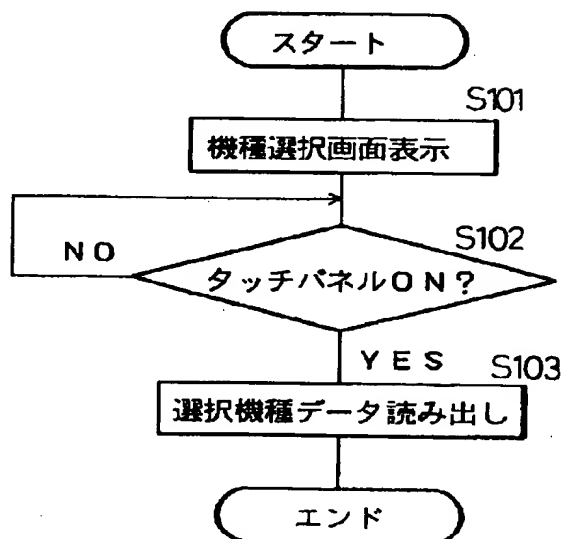 スタート
S101
機種選択画面表示
S102
NO
タッチパネルON?
YES
S103
選択機種データ読み出し
エンド